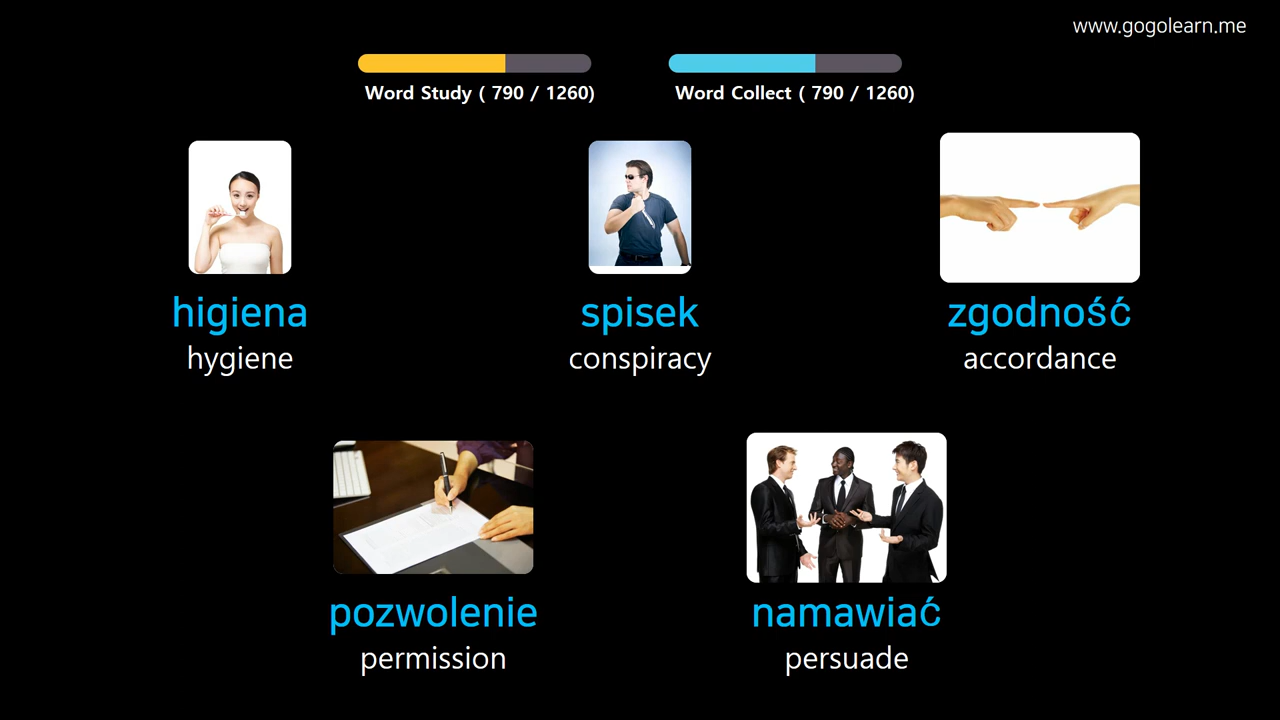 www.gogolearn.me
Word Study ( 790 / 1260)
Word Collect ( 790 / 1260)
higiena
hygiene
spisek
conspiracy
zgodność
accordance
pozwolenie
permission
namawiać
persuade